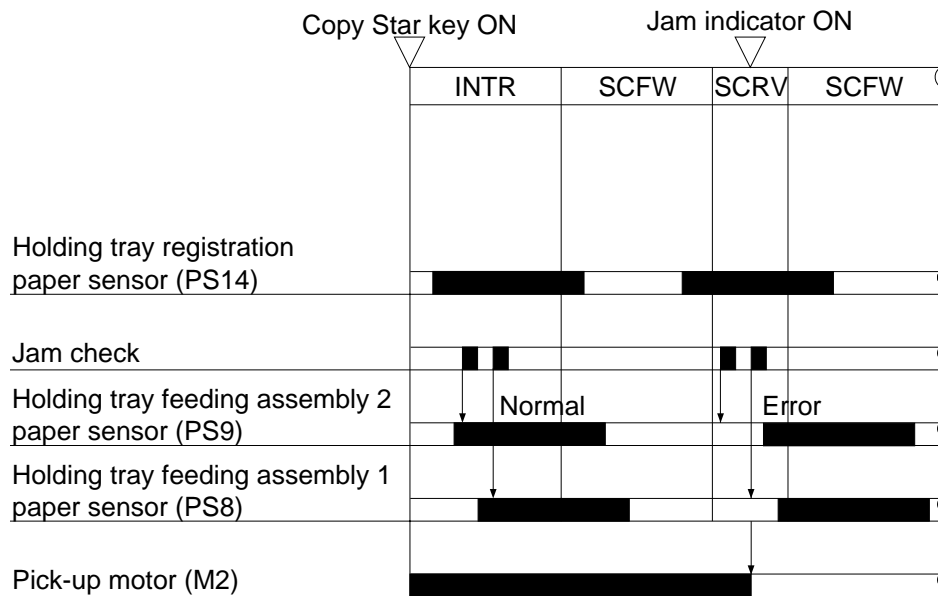 Copy Star key ON
Jam indicator ON
INTR
SCFW
SCRV
SCFW
Holding tray registration
paper sensor (PS14)
Jam check
Holding tray feeding assembly 2
paper sensor (PS9)
Normal
Error
Holding tray feeding assembly 1
paper sensor (PS8)
Pick-up motor (M2)